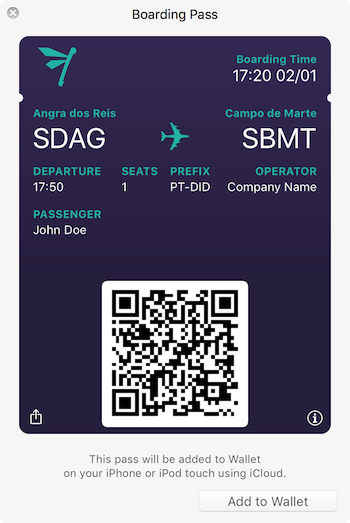 Boarding Pass
Boarding Time
17:20 02/01
Angra dos Reis
Campo de Marte
SDAG
SBMT
DEPARTURE SEATS PREFIX OPERATOR
17:50 1 PT-DID Company Name
PASSENGER
John Doe
This pass will be added to Wallet
on your iPhone or iPod touch using iCloud.
Add to Wallet